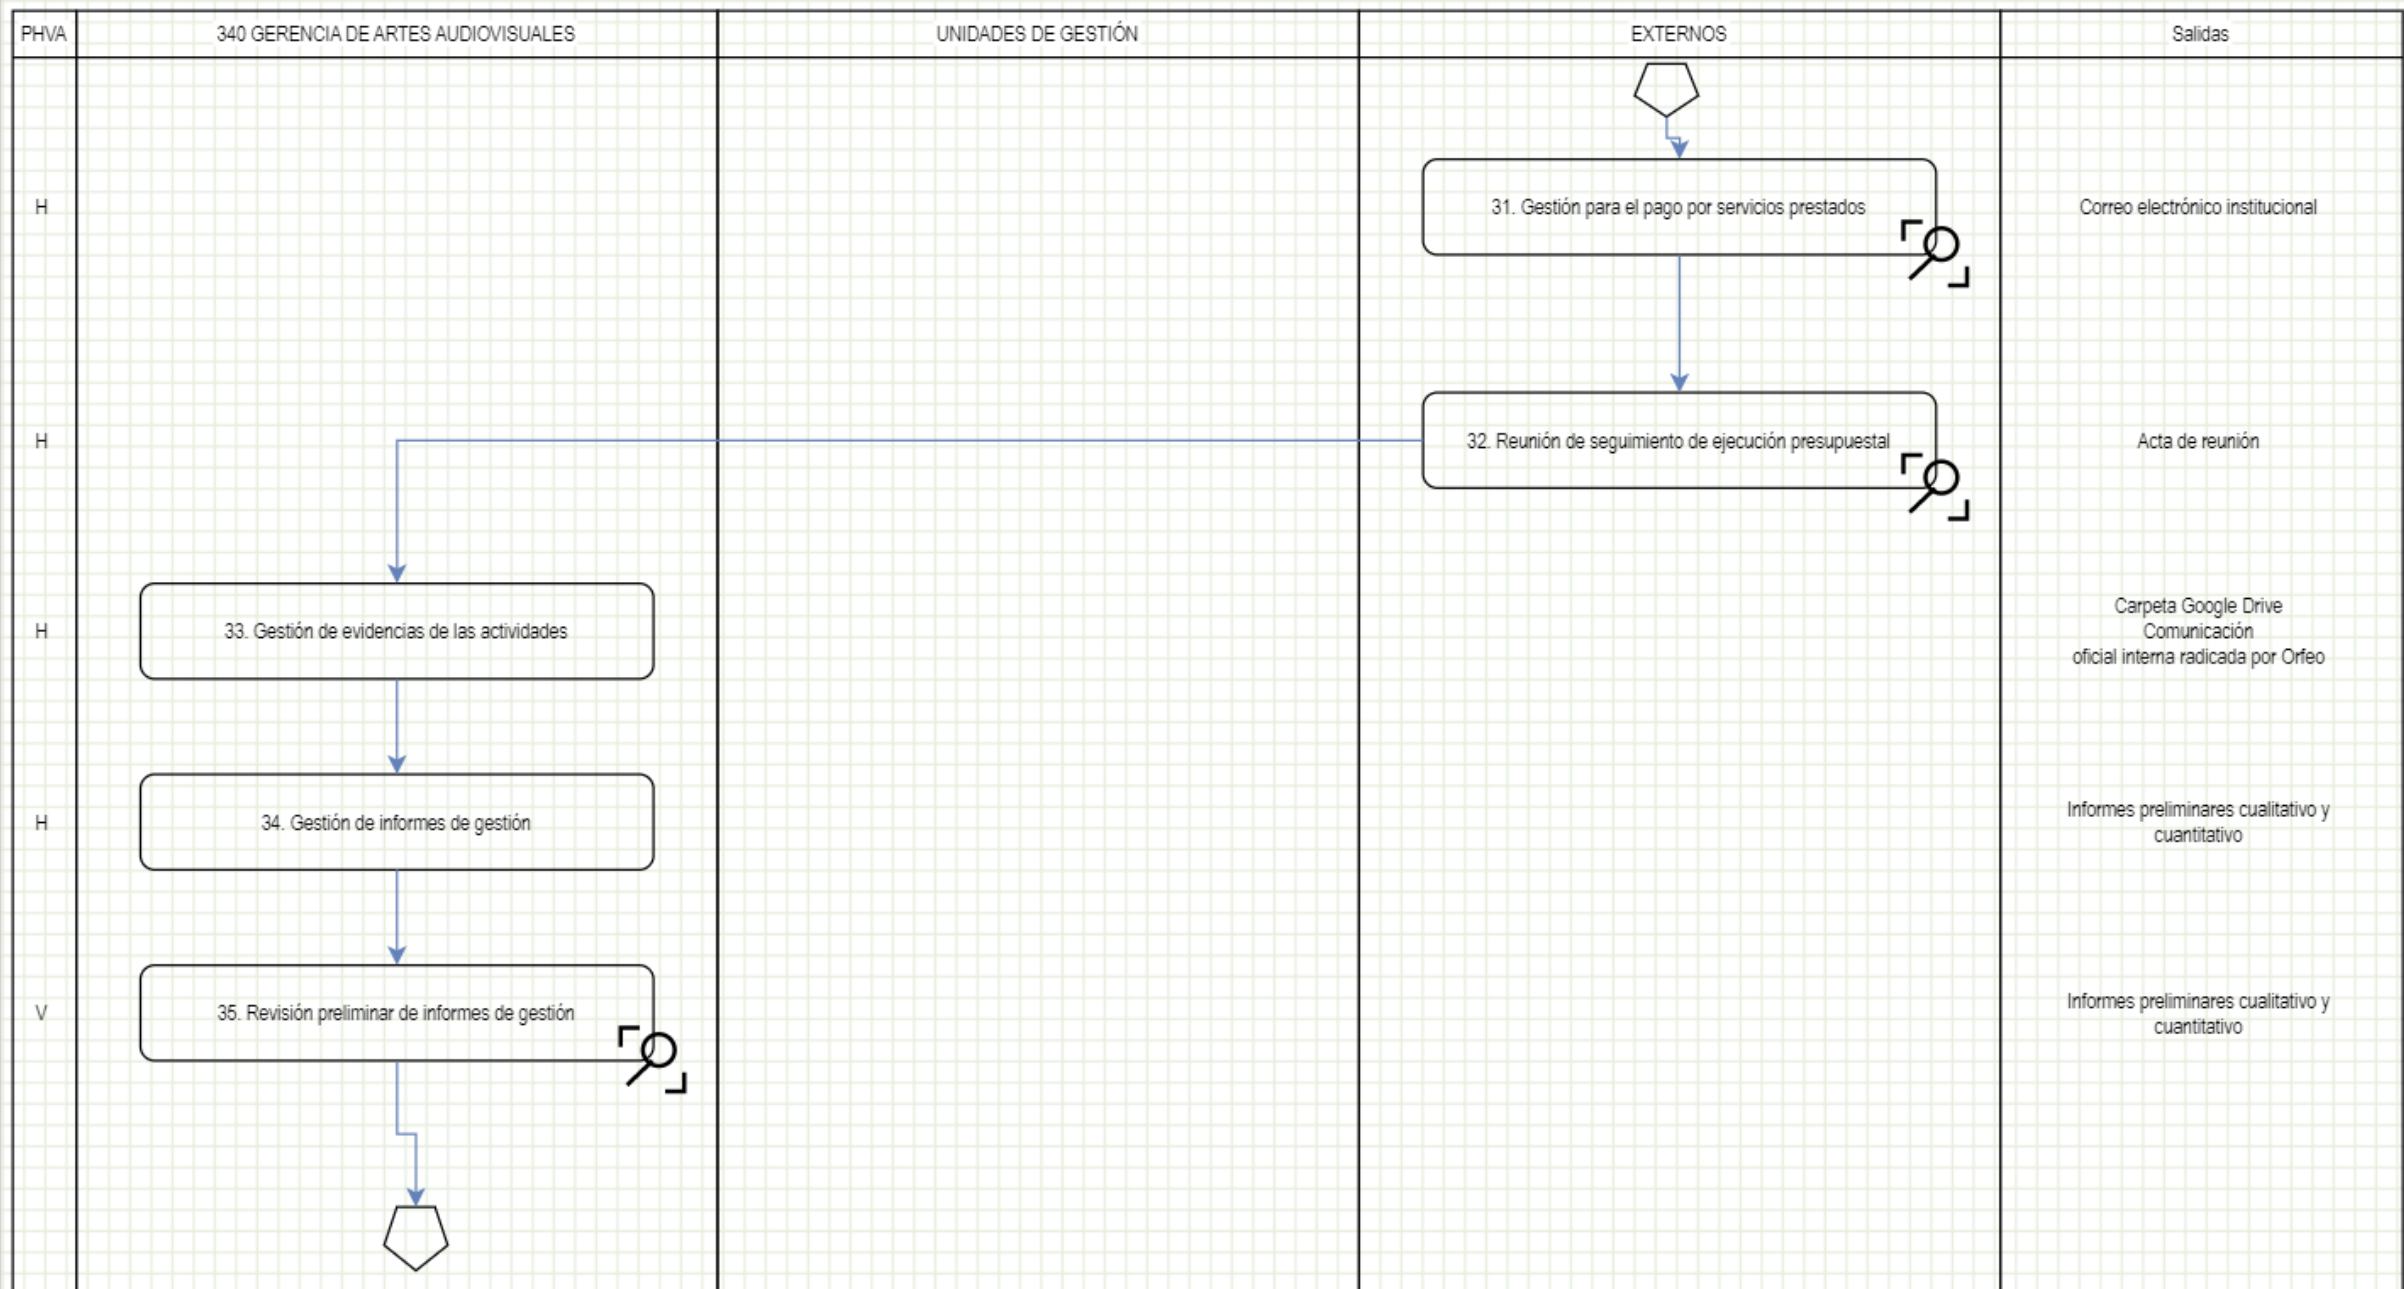 PHVA
340 GERENCIA DE ARTES AUDIOVISUALES
UNIDADES DE GESTIÓN
EXTERNOS
Salidas
H
31. Gestión para el pago por servicios prestados
Correo electrónico institucional
H
32. Reunión de seguimiento de ejecución presupuestal
Acta de reunión
H
33. Gestión de evidencias de las actividades
Carpeta Google Drive
Comunicación
oficial interna radicada por Orfeo
H
34. Gestión de informes de gestión
Informes preliminares cualitativo y
cuantitativo
V
35. Revisión preliminar de informes de gestión
Informes preliminares cualitativo y
cuantitativo